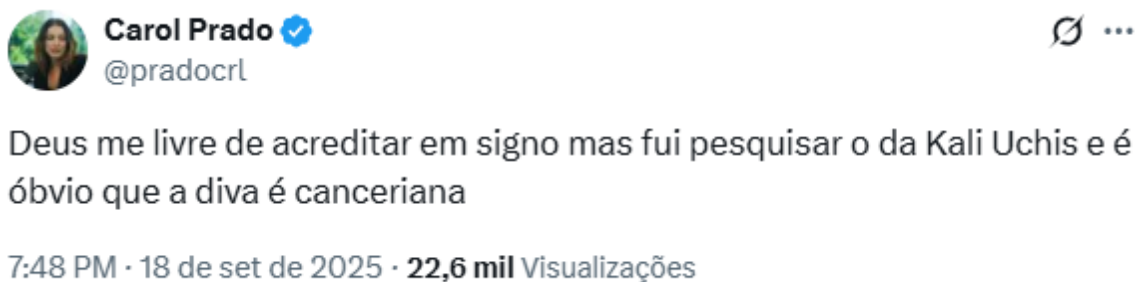 Carol Prado
@pradocrl
Deus me livre de acreditar em signo mas fui pesquisar o da Kali Uchis e é
óbvio que a diva é canceriana
7:48 PM · 18 de set de 2025 · 22,6 mil Visualizações